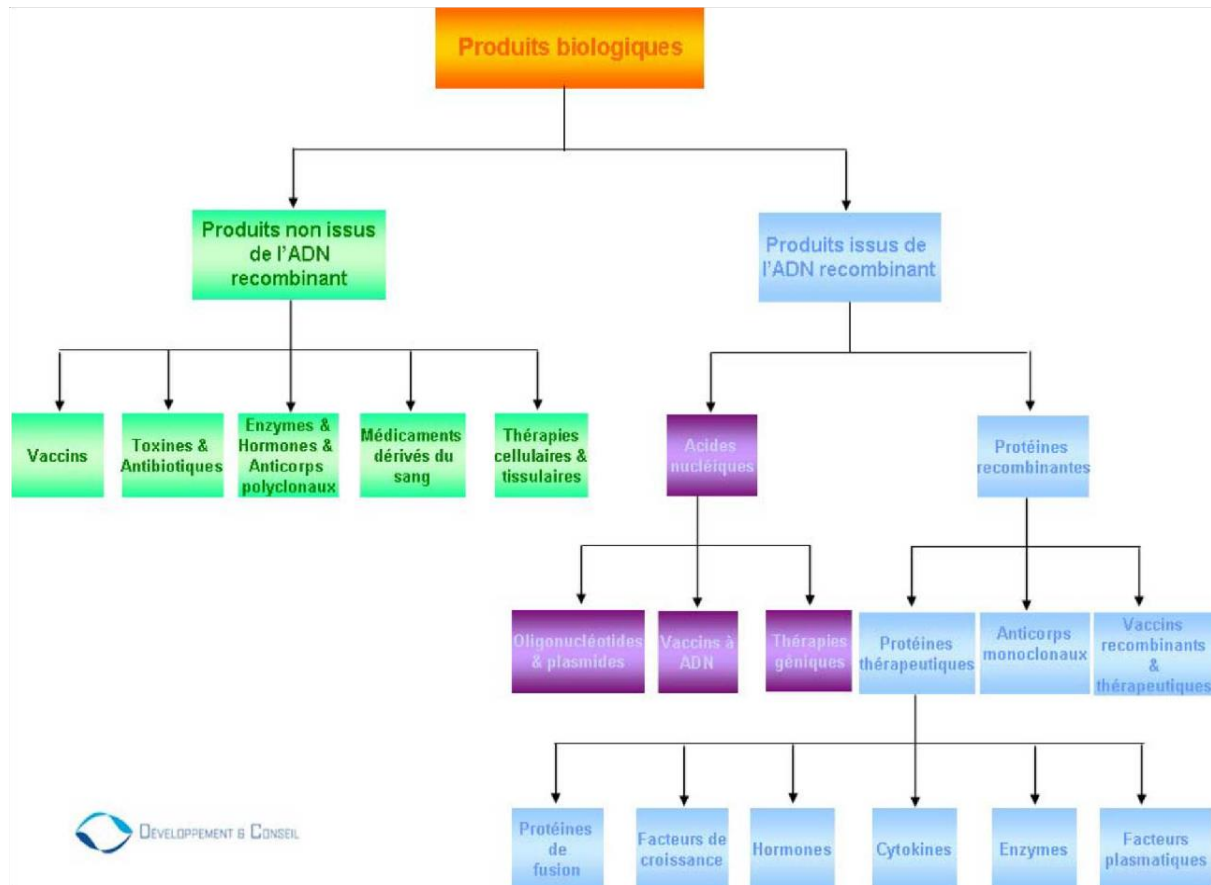 Produits biologiques
Produits non issus
de l'ADN
recombinant
Produits issus de
l'ADN recombinant
Vaccins
Toxines &
Antibiotiques
Enzymes &
Hormones &
Anticorps
polyclonaux
Médicaments
dérivés du
sang
Thérapies
cellulaires &
tissulaires
Acides
nucléiques
Protéines
recombinantes
Oligonucléotides
& plasmides
Vaccins à
ADN
Thérapies
géniques
Protéines
thérapeutiques
Anticorps
monoclonaux
Vaccins
recombinants
&
thérapeutiques
Protéines
de
fusion
Facteurs de
croissance
Hormones
Cytokines
Enzymes
Facteurs
plasmatiques
DÉVELOPPEMENT & CONSEIL